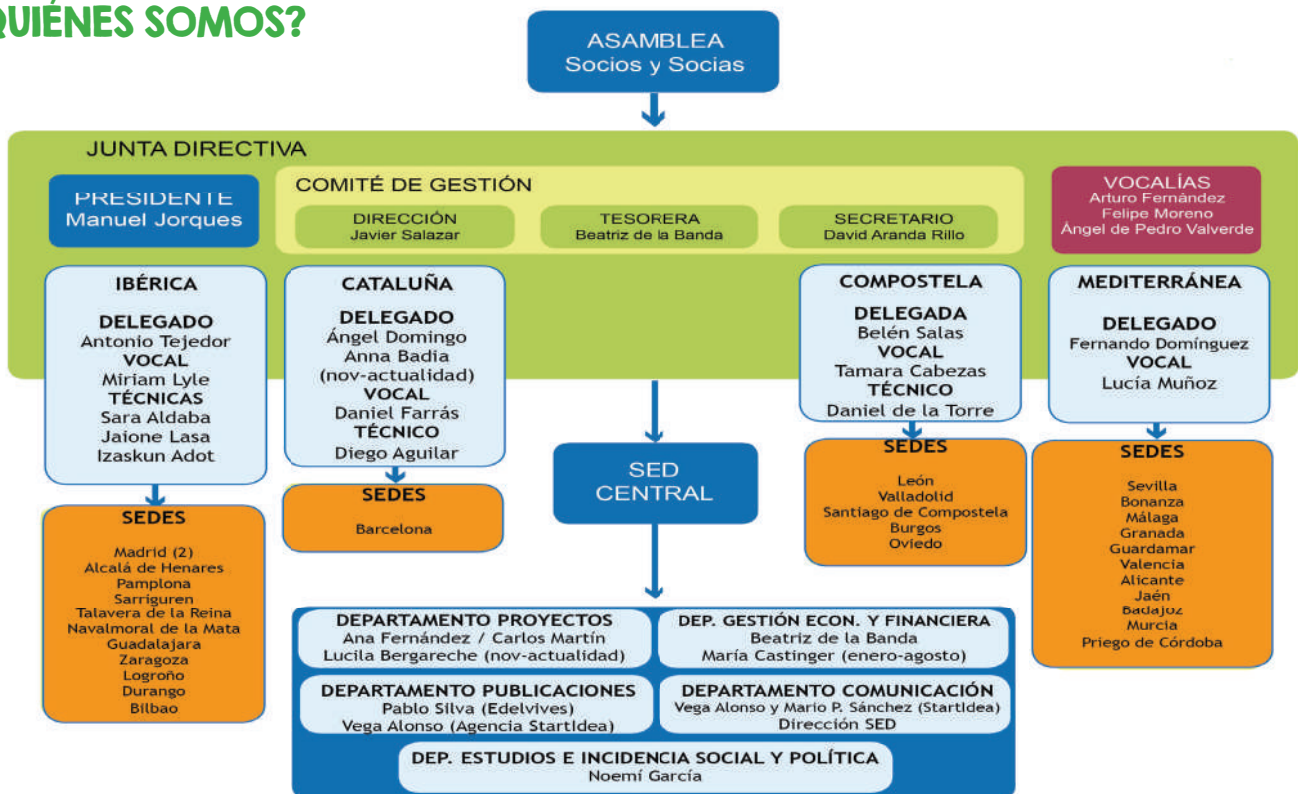 QUIÉNES SOMOS?
ASAMBLEA
Socios y Socias
JUNTA DIRECTIVA
PRESIDENTE
Manuel Jorques
COMITÉ DE GESTIÓN
DIRECCIÓN
Javier Salazar
TESORERA
Beatriz de la Banda
SECRETARIO
David Aranda Rillo
VOCALÍAS
Arturo Fernández
Felipe Moreno
Ángel de Pedro Valverde
IBÉRICA
DELEGADO
Antonio Tejedor
VOCAL
Miriam Lyle
TÉCNICAS
Sara Aldaba
Jaione Lasa
Izaskun Adot
SEDES
Madrid (2)
Alcalá de Henares
Pamplona
Sarriguren
Talavera de la Reina
Navalmoral de la Mata
Guadalajara
Zaragoza
Logroño
Durango
Bilbao
CATALUÑA
DELEGADO
Ángel Domingo
Anna Badia
(nov-actualidad)
VOCAL
Daniel Farrás
TÉCNICO
Diego Aguilar
SEDES
Barcelona
COMPOSTELA
DELEGADA
Belén Salas
VOCAL
Tamara Cabezas
TÉCNICO
Daniel de la Torre
SEDES
León
Valladolid
Santiago de Compostela
Burgos
Oviedo
MEDITERRÁNEA
DELEGADO
Fernando Domínguez
VOCAL
Lucía Muñoz
SEDES
Sevilla
Bonanza
Málaga
Granada
Guardamar
Valencia
Alicante
Jaén
Badajoz
Murcia
Priego de Córdoba
SED
CENTRAL
DEPARTAMENTO PROYECTOS
Ana Fernández / Carlos Martín
Lucila Bergareche (nov-actualidad)
DEP. GESTIÓN ECON. Y FINANCIERA
Beatriz de la Banda
María Castinger (enero-agosto)
DEPARTAMENTO PUBLICACIONES
Pablo Silva (Edelvives)
Vega Alonso (Agencia StartIdea)
DEPARTAMENTO COMUNICACIÓN
Vega Alonso y Mario P. Sánchez (StartIdea)
Dirección SED
DEP. ESTUDIOS E INCIDENCIA SOCIAL Y POLÍTICA
Noemí García